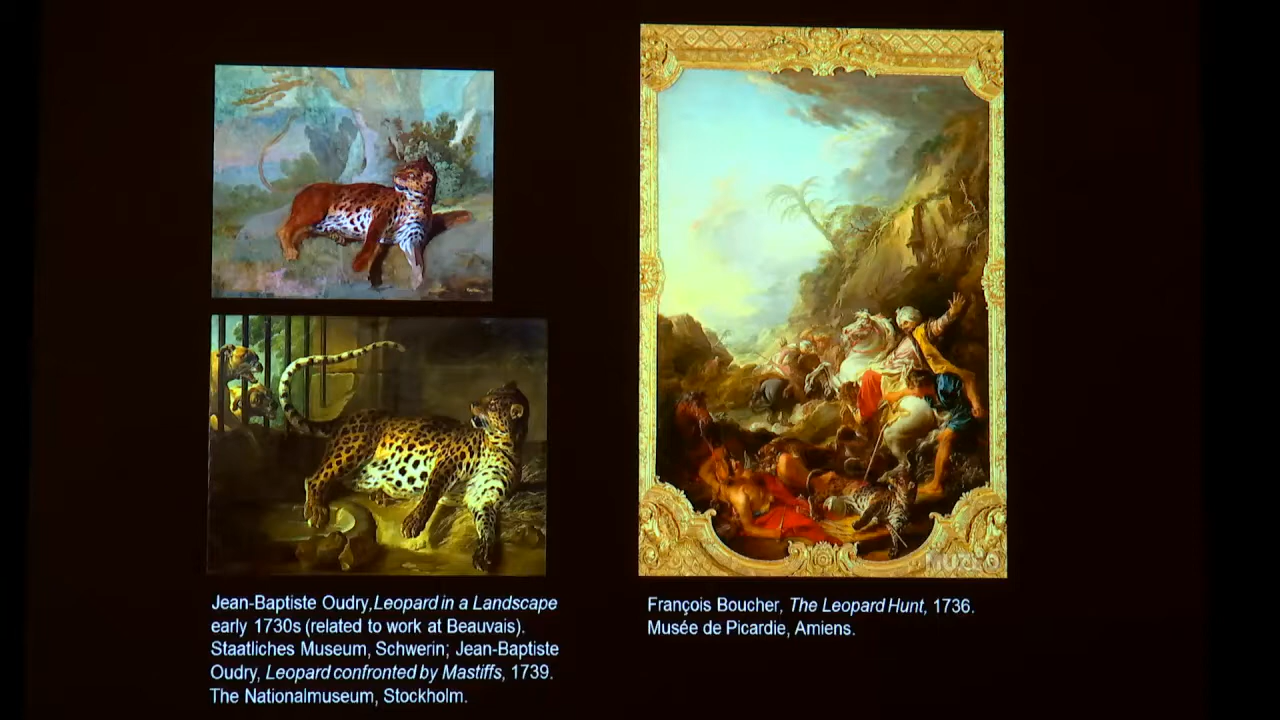 Jean-Baptiste Oudry, Leopard in a Landscape
early 1730s (related to work at Beauvais).
Staatliches Museum, Schwerin; Jean-Baptiste
Oudry, Leopard confronted by Mastiffs, 1739.
The Nationalmuseum, Stockholm.
MUZEO
François Boucher, The Leopard Hunt, 1736.
Musée de Picardie, Amiens.